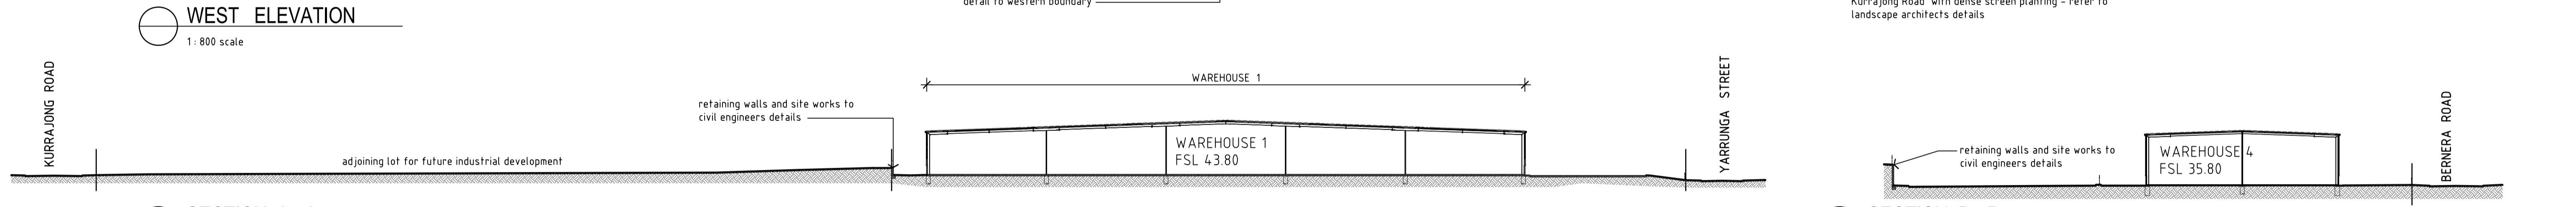 detail to western boundary
Kurrajong Road with dense screen planting - refer to
landscape architects details
WEST ELEVATION
1 : 800 scale
KURRAJONG ROAD
adjoining lot for future industrial development
retaining walls and site works to
civil engineers details
WAREHOUSE 1
WAREHOUSE 1
FSL 43.80
YARRUNGA STREET
retaining walls and site works to
civil engineers details
WAREHOUSE 4
FSL 35.80
BERNERA ROAD